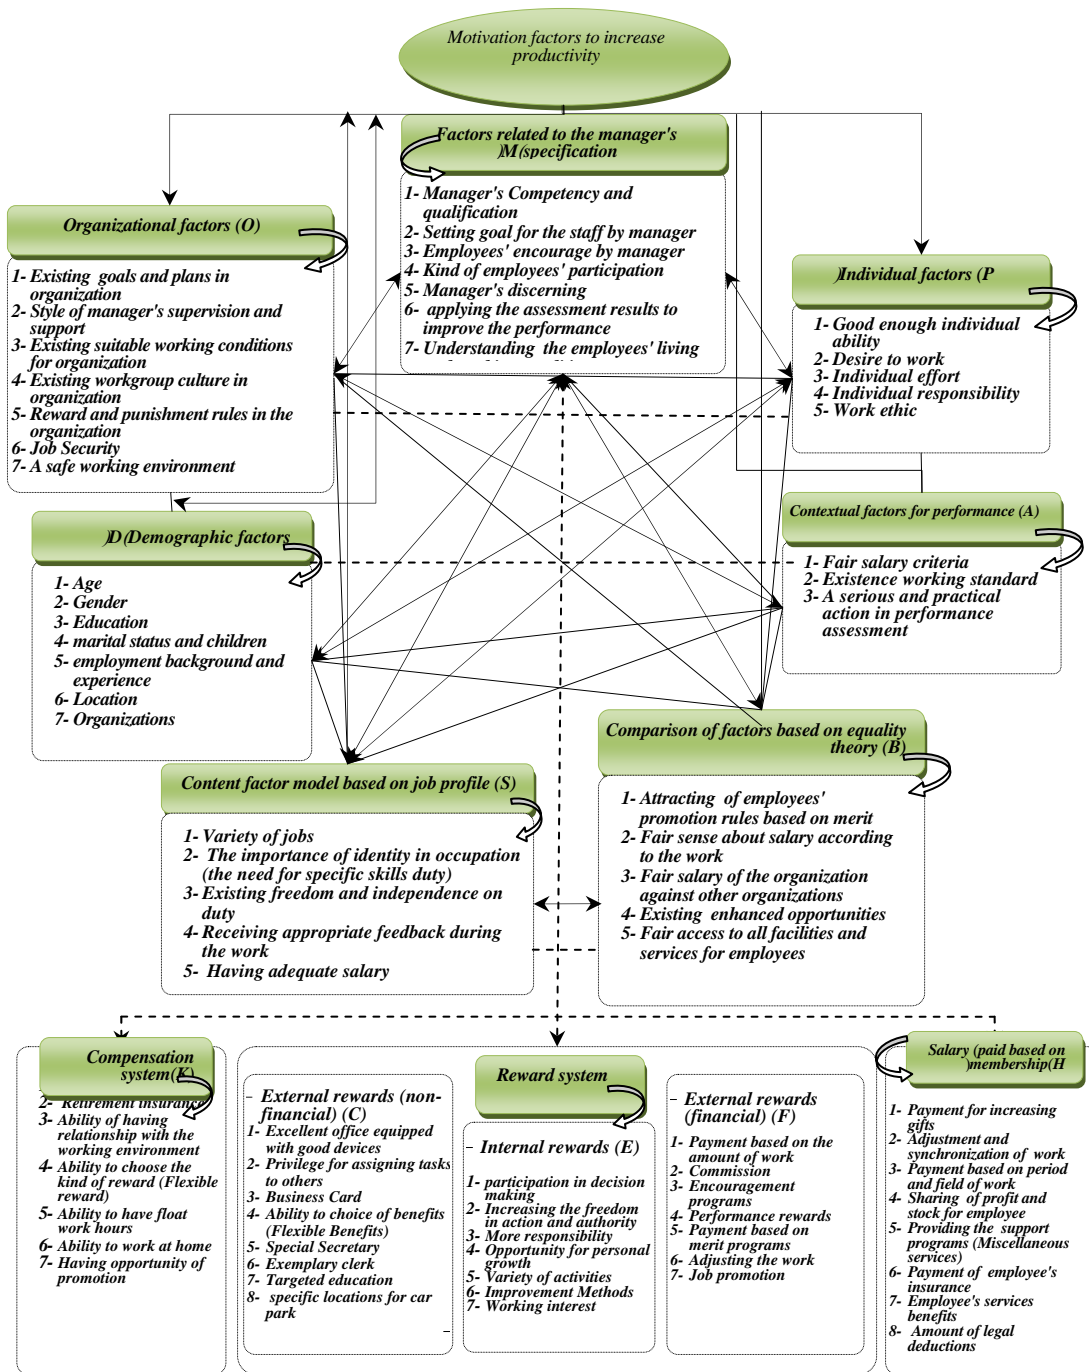 Motivation factors to increase
productivity
Factors related to the manager's
)M(specification
1- Manager's Competency and
qualification
2- Setting goal for the staff by manager
3- Employees' encourage by manager
4- Kind of employees' participation
5- Manager's discerning
6- applying the assessment results to
improve the performance
7- Understanding the employees' living
Organizational factors (O)
1- Existing goals and plans in
organization
2- Style of manager's supervision and
support
3- Existing suitable working conditions
for organization
4- Existing workgroup culture in
organization
5- Reward and punishment rules in the
organization
6- Job Security
7- A safe working environment
)Individual factors (P
1- Good enough individual
ability
2- Desire to work
3- Individual effort
4- Individual responsibility
5- Work ethic
)D(Demographic factors
1- Age
2- Gender
3- Education
4- marital status and children
5- employment background and
experience
6- Location
7- Organizations
Contextual factors for performance (A)
1- Fair salary criteria
2- Existence working standard
3- A serious and practical
action in performance
assessment
Content factor model based on job profile (S)
1- Variety of jobs
2- The importance of identity in occupation
(the need for specific skills duty)
3- Existing freedom and independence on
duty
4- Receiving appropriate feedback during
the work
5- Having adequate salary
Comparison of factors based on equality
theory (B)
1- Attracting of employees'
promotion rules based on merit
2- Fair sense about salary according
to the work
3- Fair salary of the organization
against other organizations
4- Existing enhanced opportunities
5- Fair access to all facilities and
services for employees
Compensation
system(K)
2- Retirement insurance
3- Ability of having
relationship with the
working environment
4- Ability to choose the
kind of reward (Flexible
reward)
5- Ability to have float
work hours
6- Ability to work at home
7- Having opportunity of
promotion
Reward system
– External rewards (non-
financial) (C)
1- Excellent office equipped
with good devices
2- Privilege for assigning tasks
to others
3- Business Card
4- Ability to choice of benefits
(Flexible Benefits)
5- Special Secretary
6- Exemplary clerk
7- Targeted education
8- specific locations for car
park
–
– Internal rewards (E)
1- participation in decision
making
2- Increasing the freedom
in action and authority
3- More responsibility
4- Opportunity for personal
growth
5- Variety of activities
6- Improvement Methods
7- Working interest
– External rewards
(financial) (F)
1- Payment based on the
amount of work
2- Commission
3- Encouragement
programs
4- Performance rewards
5- Payment based on
merit programs
6- Adjusting the work
7- Job promotion
Salary (paid based on
)membership(H
1- Payment for increasing
gifts
2- Adjustment and
synchronization of work
3- Payment based on period
and field of work
4- Sharing of profit and
stock for employee
5- Providing the support
programs (Miscellaneous
services)
6- Payment of employee's
insurance
7- Employee's services
benefits
8- Amount of legal
deductions